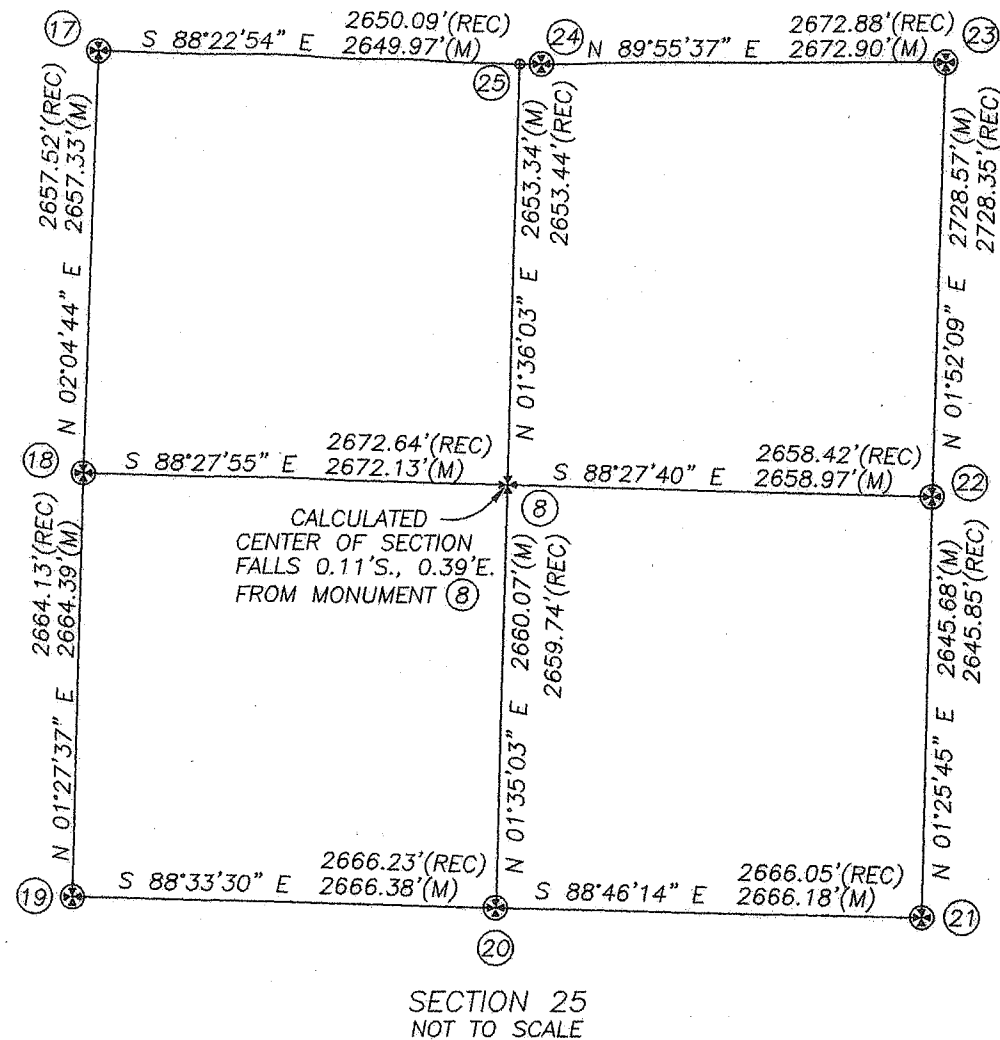 17
S 88°22'54" E
2650.09'(REC)
2649.97'(M)
24
25
N 89°55'37" E
2672.88'(REC)
2672.90'(M)
23
2657.52'(REC)
2657.33'(M)
N 02°04'44" E
2653.34'(M)
2653.44'(REC)
N 01°36'03" E
2728.57'(M)
2728.35'(REC)
N 01°52'09" E
18
S 88°27'55" E
2672.64'(REC)
2672.13'(M)
8
S 88°27'40" E
2658.42'(REC)
2658.97'(M)
22
CALCULATED
CENTER OF SECTION
FALLS 0.11'S., 0.39'E.
FROM MONUMENT 8
2664.13'(REC)
2664.39'(M)
N 01°27'37" E
2660.07'(M)
2659.74'(REC)
N 01°35'03" E
2645.68'(M)
2645.85'(REC)
N 01°25'45" E
19
S 88°33'30" E
2666.23'(REC)
2666.38'(M)
20
S 88°46'14" E
2666.05'(REC)
2666.18'(M)
21
SECTION 25
NOT TO SCALE